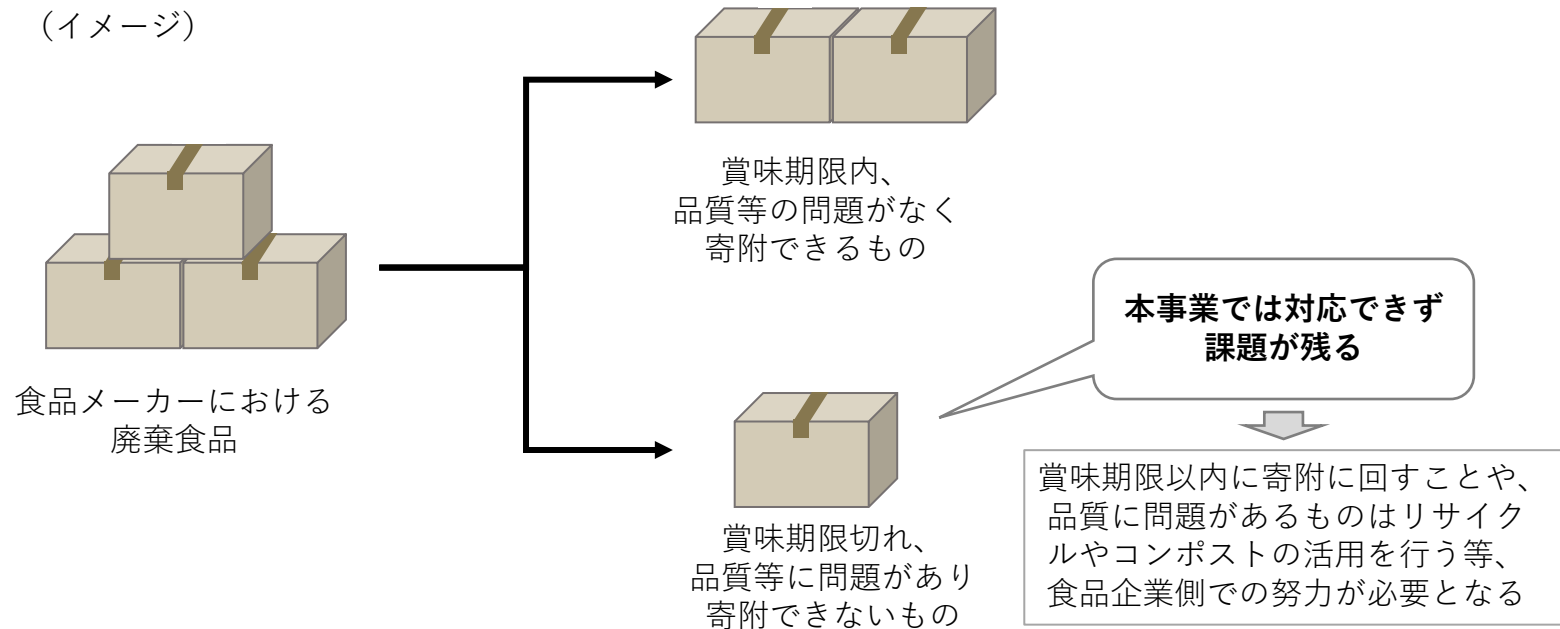 （イメージ）
食品メーカーにおける
廃棄食品
賞味期限内、
品質等の問題がなく
寄附できるもの
賞味期限切れ、
品質等に問題があり
寄附できないもの
本事業では対応できず
課題が残る
賞味期限以内に寄附に回すことや、
品質に問題があるものはリサイク
ルやコンポストの活用を行う等、
食品企業側での努力が必要となる